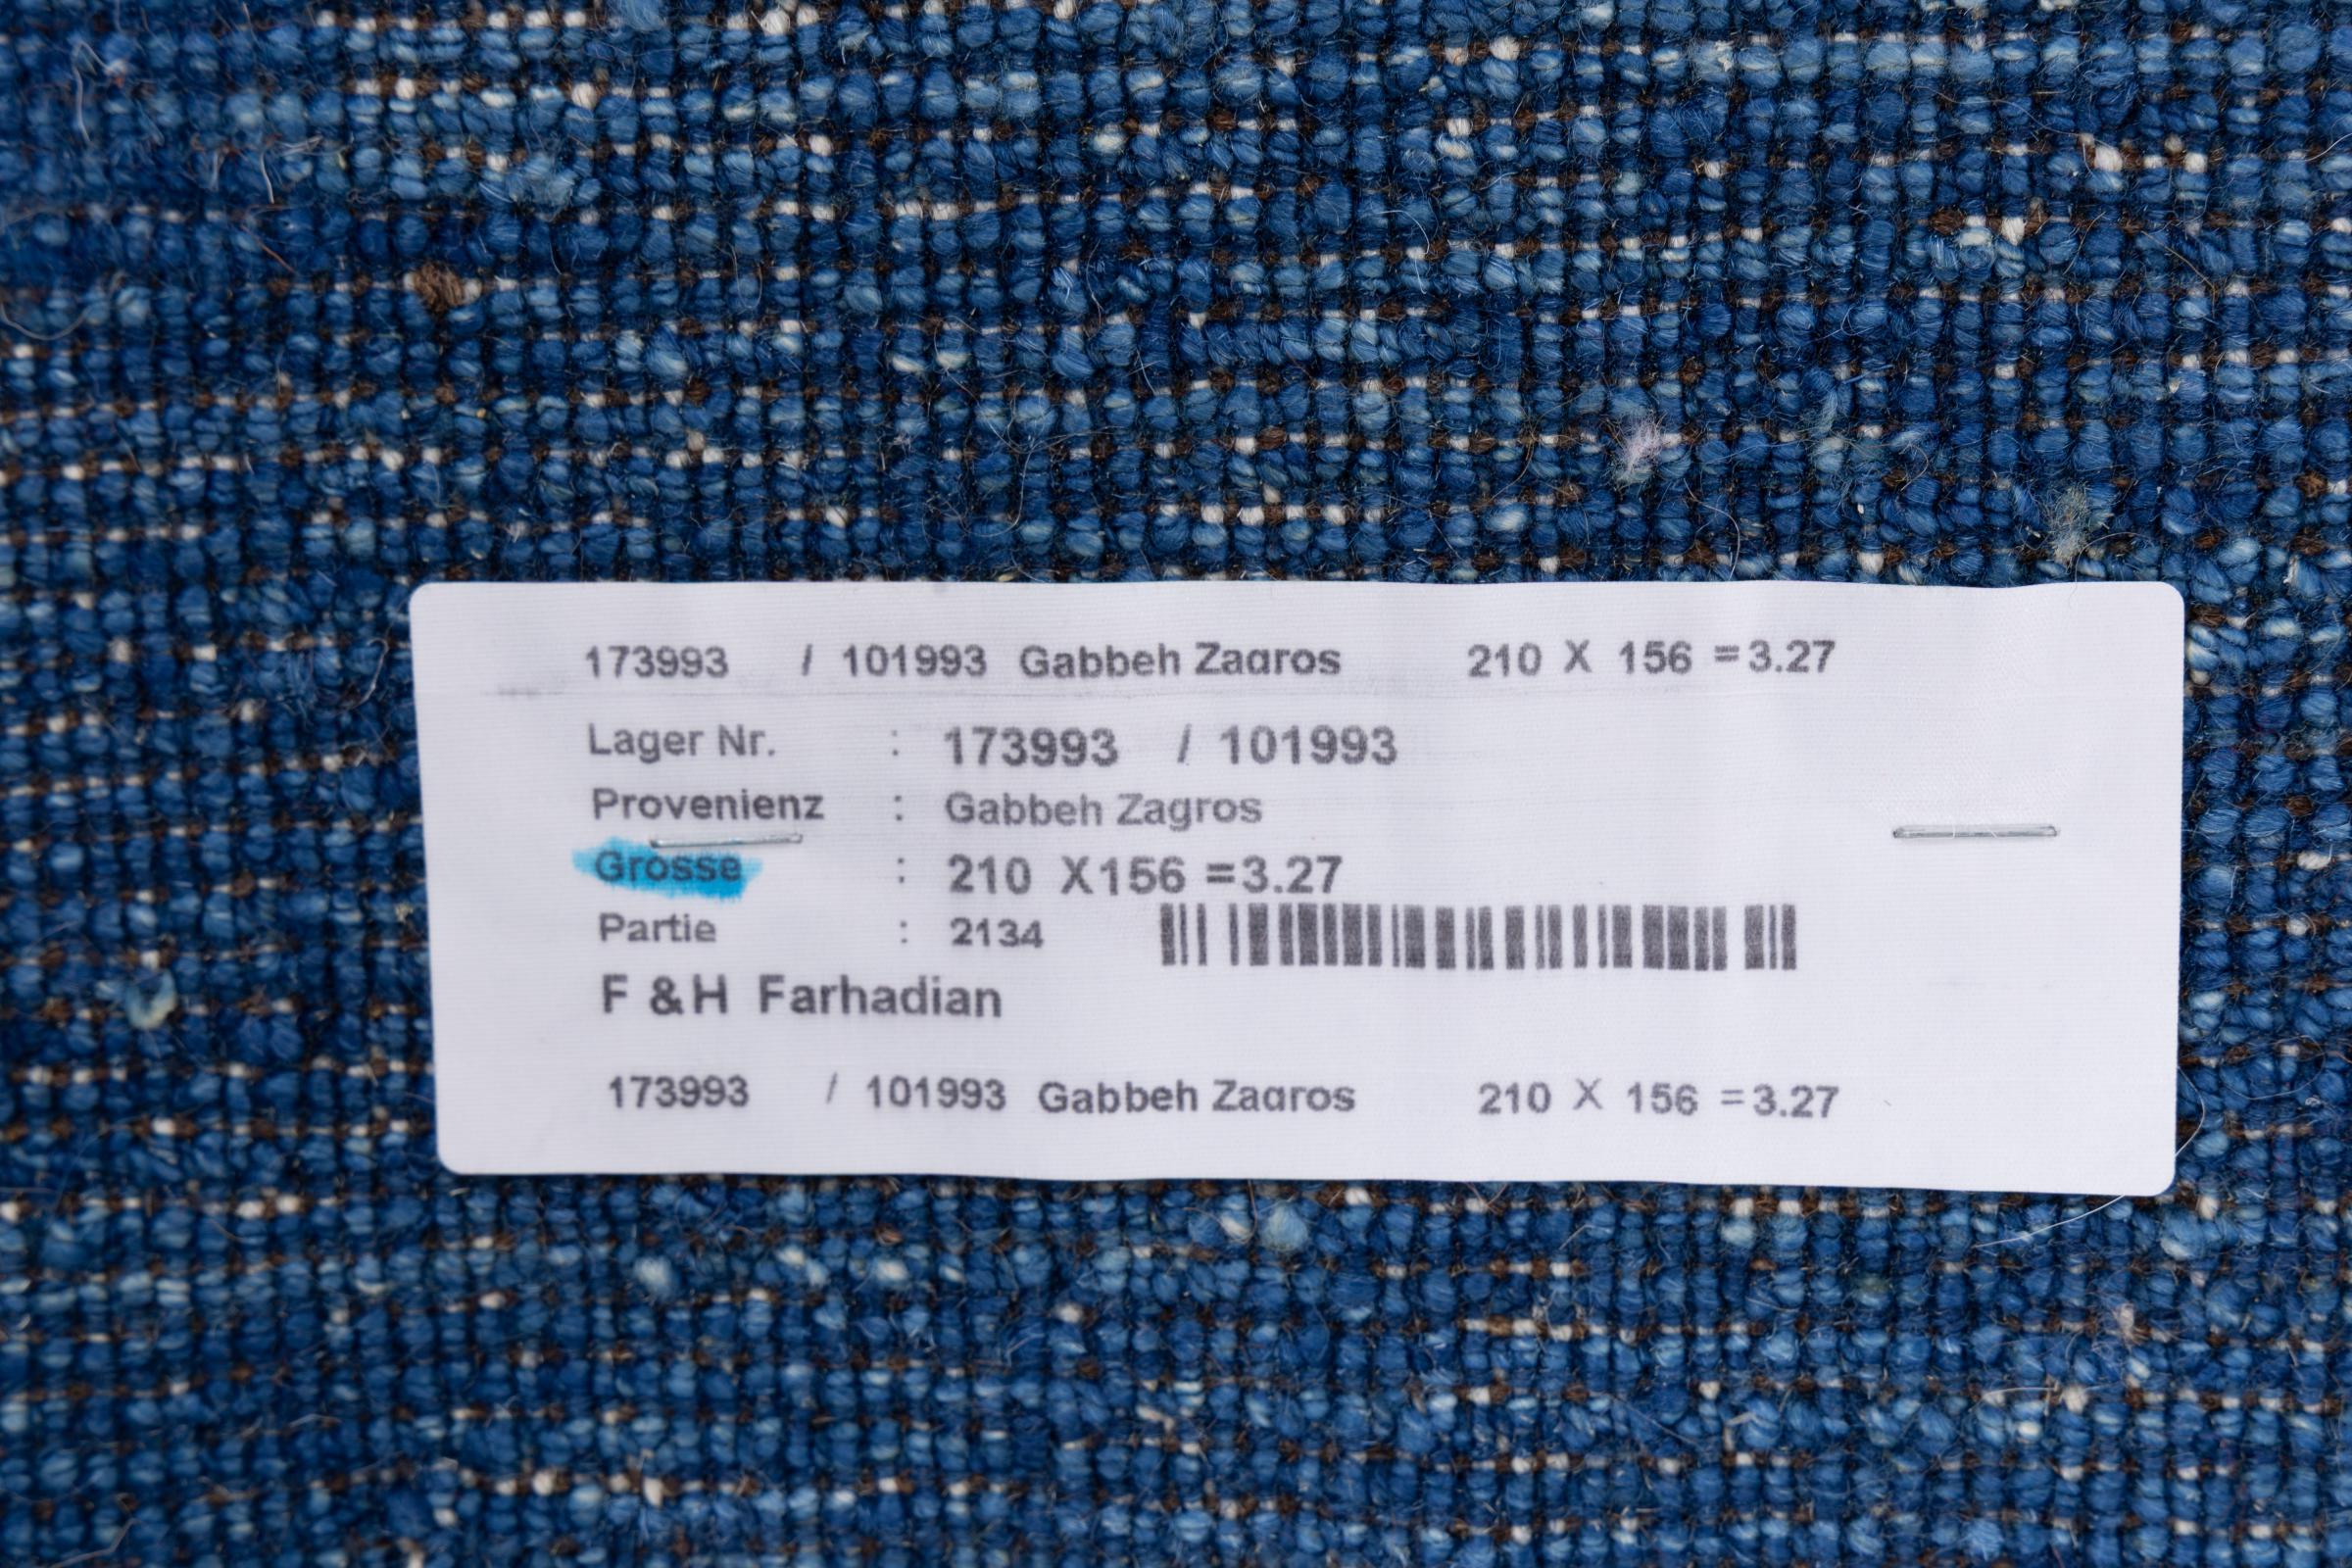 173993 / 101993 Gabbeh Zagros 210 X 156 =3.27
Lager Nr. : 173993 / 101993
Provenienz : Gabbeh Zagros
Grosse : 210 X156 =3.27
Partie : 2134
F &H Farhadian
173993 / 101993 Gabbeh Zagros 210 X 156 =3.27